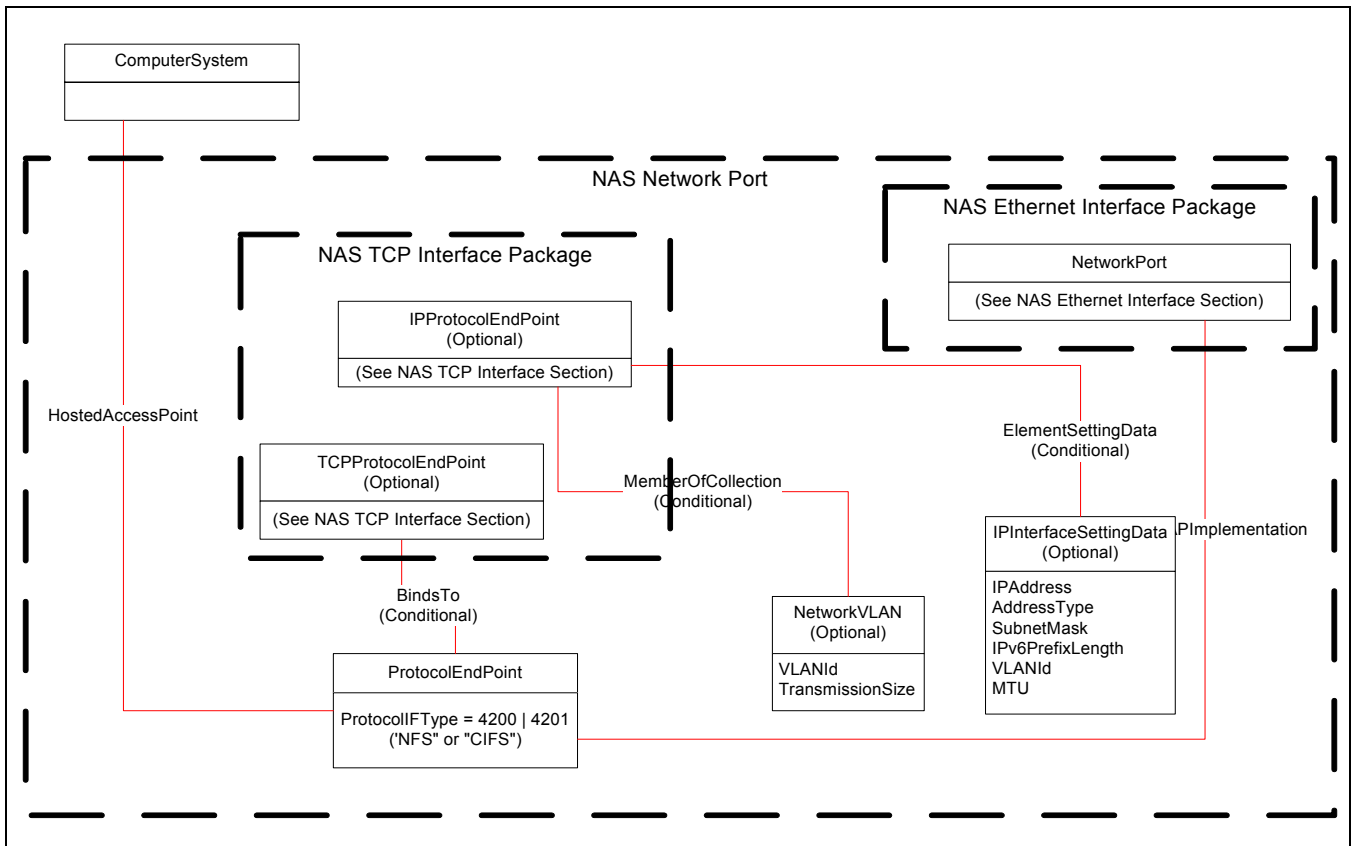 ComputerSystem
NAS Network Port
NAS Ethernet Interface Package
NetworkPort
(See NAS Ethernet Interface Section)
NAS TCP Interface Package
IPProtocolEndPoint
(Optional)
(See NAS TCP Interface Section)
HostedAccessPoint
ElementSettingData
(Conditional)
TCPProtocolEndPoint
(Optional)
(See NAS TCP Interface Section)
MemberOfCollection
(Conditional)
IPInterfaceSettingData
(Optional)
IPAddress
AddressType
SubnetMask
IPv6PrefixLength
VLANId
MTU
PImplementation
BindsTo
(Conditional)
NetworkVLAN
(Optional)
VLANId
TransmissionSize
ProtocolEndPoint
ProtocolIFType = 4200 | 4201
('NFS" or "CIFS")